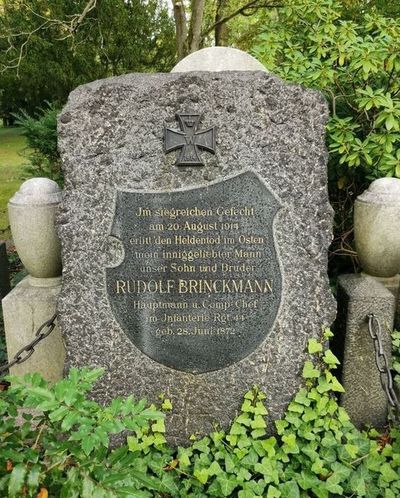 Im siegreichen Gefecht
am 20. August 1914
erlitt den Heldentod im Osten
mein inniggeliebter Mann
unser Sohn und Bruder
RUDOLF BRINCKMANN
Hauptmann u. Comp. Chef
im Infanterie Rgt. 44
geb. 28. Juni 1872